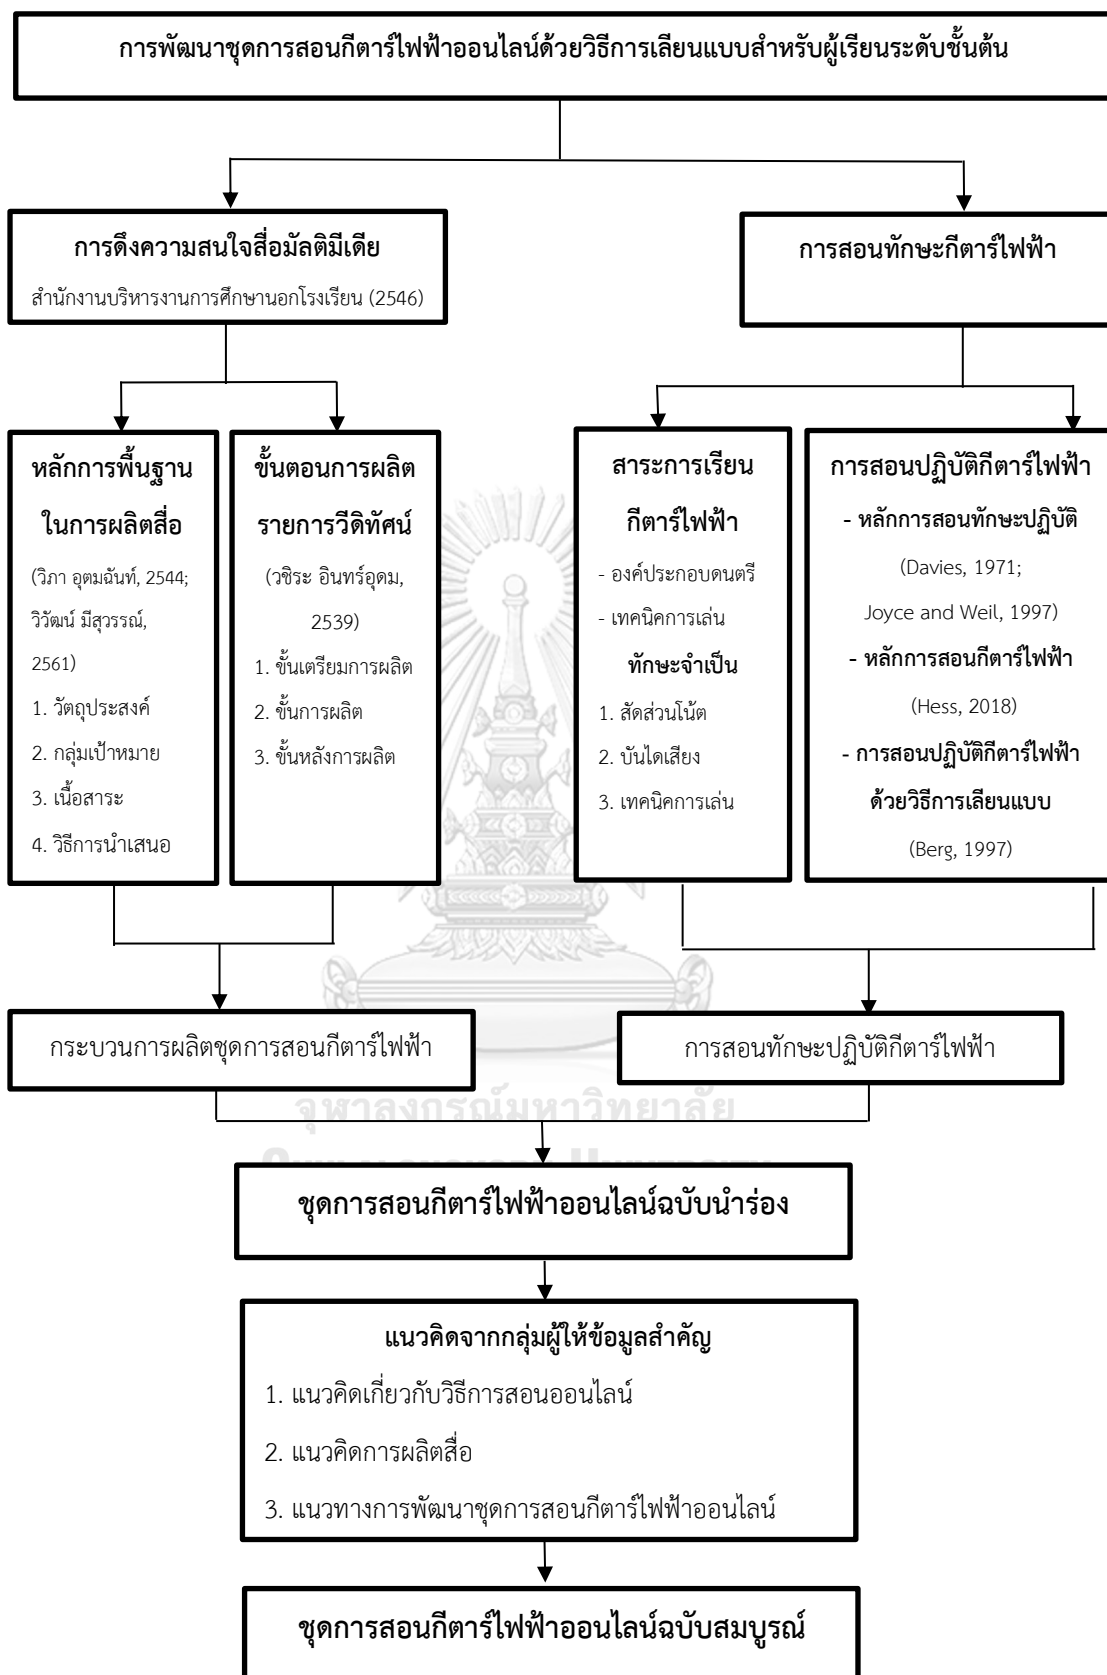 การพัฒนาชุดการสอนกีตาร์ไฟฟ้าออนไลน์ด้วยวิธีการเลียนแบบสำหรับผู้เรียนระดับชั้นต้น
การดึงความสนใจสื่อมัลติมีเดีย
สำนักงานบริหารงานการศึกษานอกโรงเรียน (2546)
การสอนทักษะกีตาร์ไฟฟ้า
หลักการพื้นฐาน
ในการผลิตสื่อ
(วิภา อุตมฉันท์, 2544;
วิวัฒน์ มีสุวรรณ์,
2561)
1. วัตถุประสงค์
2. กลุ่มเป้าหมาย
3. เนื้อสาระ
4. วิธีการนำเสนอ
ขั้นตอนการผลิต
รายการวีดิทัศน์
(วชิระ อินทร์อุดม,
2539)
1. ขั้นเตรียมการผลิต
2. ขั้นการผลิต
3. ขั้นหลังการผลิต
สาระการเรียน
กีตาร์ไฟฟ้า
- องค์ประกอบดนตรี
- เทคนิคการเล่น
ทักษะจำเป็น
1. สัดส่วนโน้ต
2. บันไดเสียง
3. เทคนิคการเล่น
การสอนปฏิบัติกีตาร์ไฟฟ้า
- หลักการสอนทักษะปฏิบัติ
(Davies, 1971;
Joyce and Weil, 1997)
- หลักการสอนกีตาร์ไฟฟ้า
(Hess, 2018)
- การสอนปฏิบัติกีตาร์ไฟฟ้า
ด้วยวิธีการเลียนแบบ
(Berg, 1997)
กระบวนการผลิตชุดการสอนกีตาร์ไฟฟ้า
การสอนทักษะปฏิบัติกีตาร์ไฟฟ้า
จุฬาลงกรณ์มหาวิทยาลัย
ชุดการสอนกีตาร์ไฟฟ้าออนไลน์ฉบับนำร่อง
แนวคิดจากกลุ่มผู้ให้ข้อมูลสำคัญ
1. แนวคิดเกี่ยวกับวิธีการสอนออนไลน์
2. แนวคิดการผลิตสื่อ
3. แนวทางการพัฒนาชุดการสอนกีตาร์ไฟฟ้าออนไลน์
ชุดการสอนกีตาร์ไฟฟ้าออนไลน์ฉบับสมบูรณ์